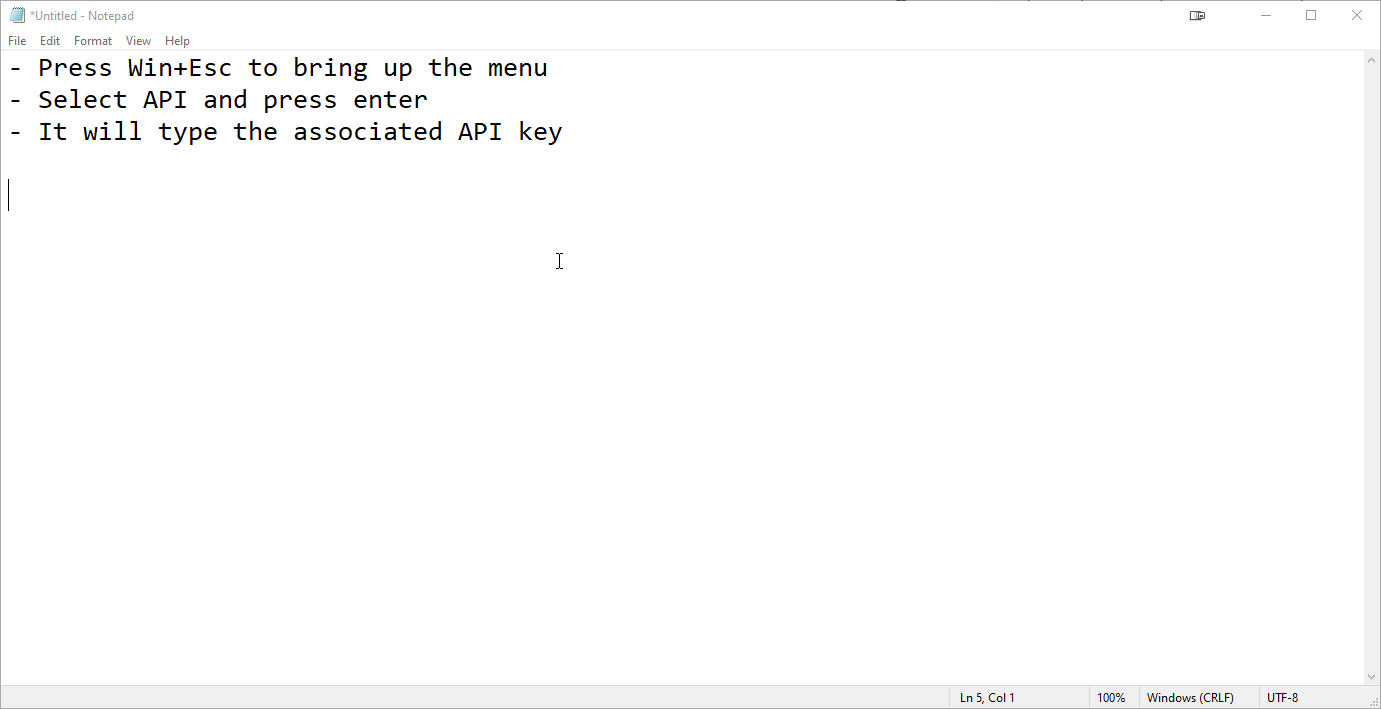 *Untitled - Notepad
File Edit Format View Help
- Press Win+Esc to bring up the menu
- Select API and press enter
- It will type the associated API key
Ln 5, Col 1 100% Windows (CRLF) UTF-8